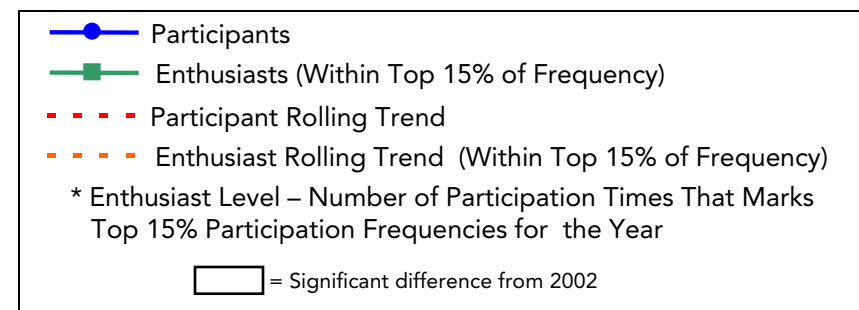 Participants
Enthusiasts (Within Top 15% of Frequency)
Participant Rolling Trend
Enthusiast Rolling Trend (Within Top 15% of Frequency)
* Enthusiast Level – Number of Participation Times That Marks
Top 15% Participation Frequencies for the Year
= Significant difference from 2002